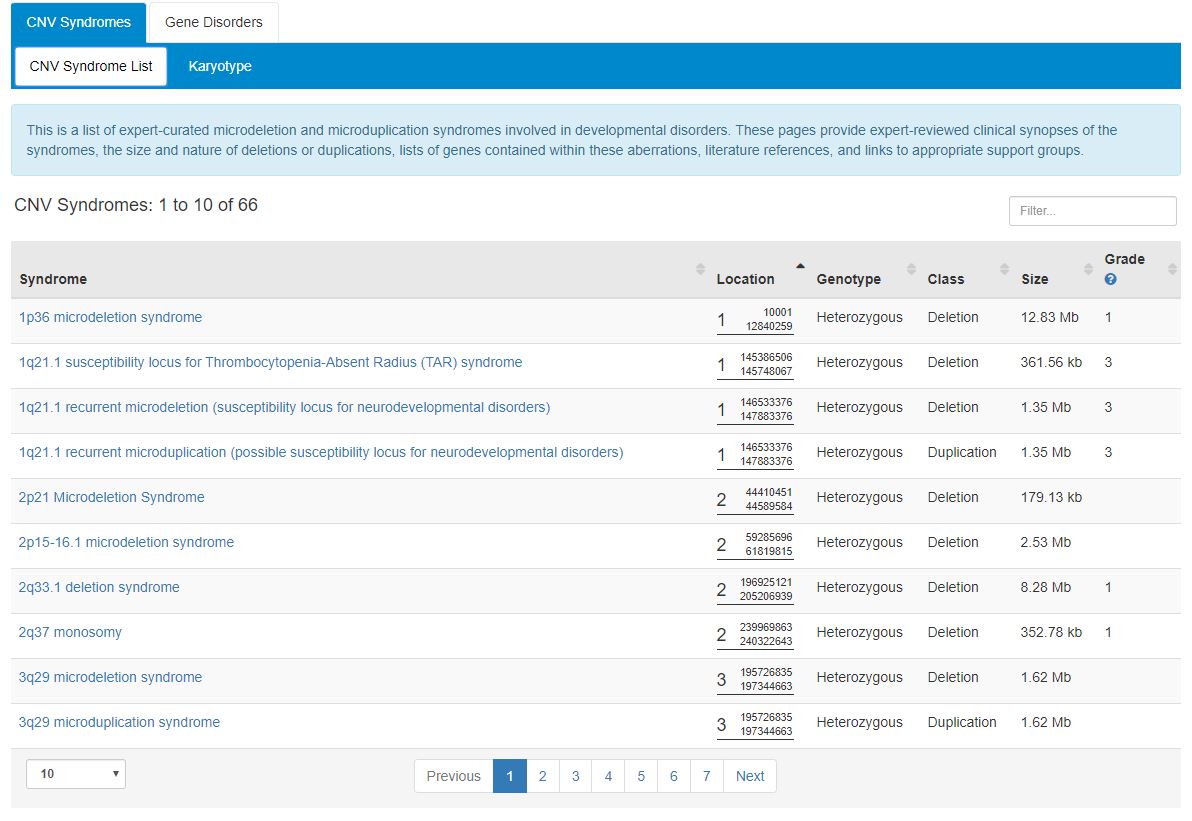 CNV Syndromes Gene Disorders
CNV Syndrome List Karyotype
This is a list of expert-curated microdeletion and microduplication syndromes involved in developmental disorders. These pages provide expert-reviewed clinical synopses of the
syndromes, the size and nature of deletions or duplications, lists of genes contained within these aberrations, literature references, and links to appropriate support groups.
CNV Syndromes: 1 to 10 of 66
Filter...
Syndrome Location Genotype Class Size Grade ?
1p36 microdeletion syndrome 1 10001 12840259 Heterozygous Deletion 12.83 Mb 1
1q21.1 susceptibility locus for Thrombocytopenia-Absent Radius (TAR) syndrome 1 145386506 145748067 Heterozygous Deletion 361.56 kb 3
1q21.1 recurrent microdeletion (susceptibility locus for neurodevelopmental disorders) 1 146533376 147883376 Heterozygous Deletion 1.35 Mb 3
1q21.1 recurrent microduplication (possible susceptibility locus for neurodevelopmental disorders) 1 146533376 147883376 Heterozygous Duplication 1.35 Mb 3
2p21 Microdeletion Syndrome 2 44410451 44589584 Heterozygous Deletion 179.13 kb
2p15-16.1 microdeletion syndrome 2 59285696 61819815 Heterozygous Deletion 2.53 Mb
2q33.1 deletion syndrome 2 196925121 205206939 Heterozygous Deletion 8.28 Mb 1
2q37 monosomy 2 239969863 240322643 Heterozygous Deletion 352.78 kb 1
3q29 microdeletion syndrome 3 195726835 197344663 Heterozygous Deletion 1.62 Mb
3q29 microduplication syndrome 3 195726835 197344663 Heterozygous Duplication 1.62 Mb
10 Previous 1 2 3 4 5 6 7 Next